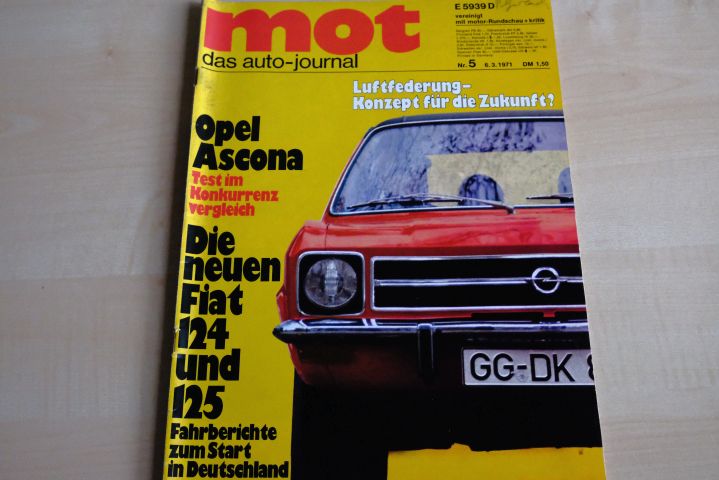 mot
das auto-journal
E 5939 D
vereinigt
mit motor-Rundschau + kritik
Nr. 5 6. 3. 1971 DM 1,50
Luftfederung-
Konzept für die Zukunft?
Opel
Ascona
Test im
Konkurrenz
vergleich
Die
neuen
Fiat
124
und
125
Fahrberichte
zum Start
in Deutschland
GG-DK 8